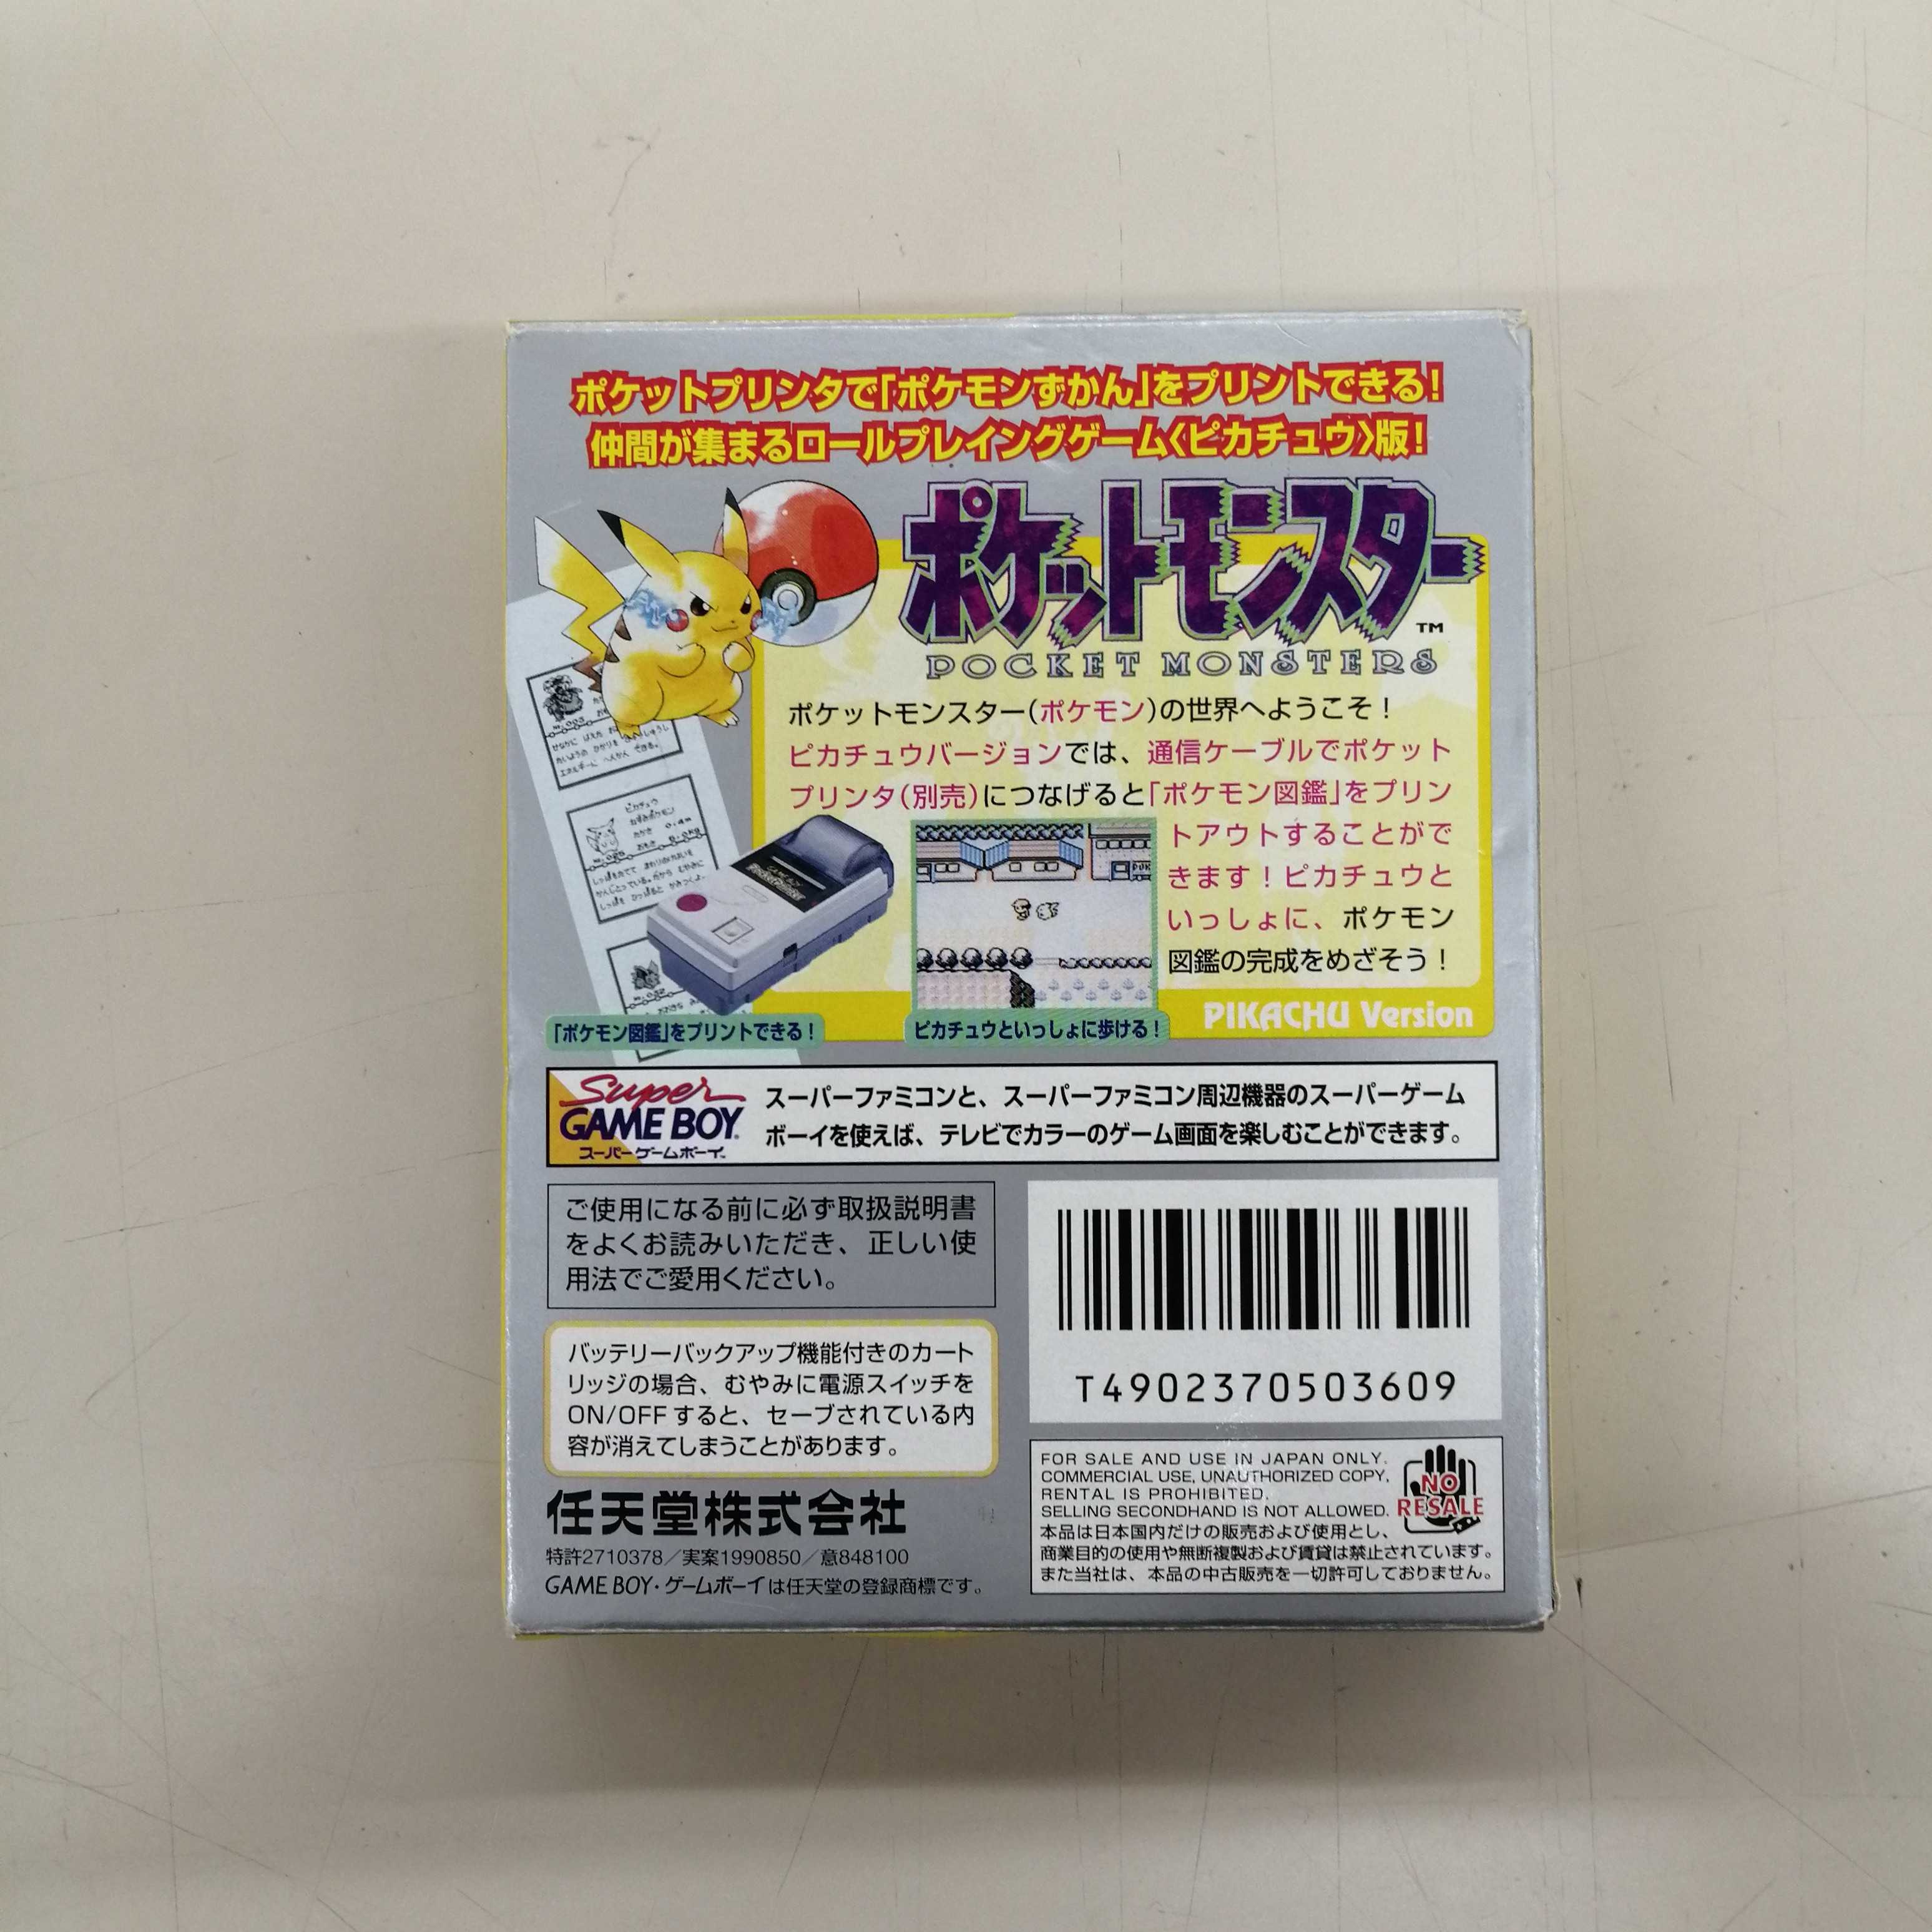 ポケットプリンタで「ポケモンずかん」をプリントできる!
仲間が集まるロールプレイングゲーム〈ピカチュウ〉版!
ポケットモンスター
TM
POCKET MONSTERS
ポケットモンスター(ポケモン)の世界へようこそ!
ピカチュウバージョンでは、通信ケーブルでポケット
プリンタ(別売)につなげると「ポケモン図鑑」をプリン
トアウトすることがで
きます!ピカチュウと
いっしょに、ポケモン
図鑑の完成をめざそう!
PIKACHU Version
ピカチュウ
ねずみポケモン
「ポケモン図鑑」をプリントできる!
ピカチュウといっしょに歩ける!
Super
GAME BOY
スーパーゲームボーイ
スーパーファミコンと、スーパーファミコン周辺機器のスーパーゲーム
ボーイを使えば、テレビでカラーのゲーム画面を楽しむことができます。
ご使用になる前に必ず取扱説明書
をよくお読みいただき、正しい使
用法でご愛用ください。
バッテリーバックアップ機能付きのカート
リッジの場合、むやみに電源スイッチを
ON/OFFすると、セーブされている内
容が消えてしまうことがあります。
任天堂株式会社
特許2710378/実案1990850/意848100
GAME BOY・ゲームボーイは任天堂の登録商標です。
T4902370503609
FOR SALE AND USE IN JAPAN ONLY.
COMMERCIAL USE, UNAUTHORIZED COPY,
RENTAL IS PROHIBITED.
SELLING SECONDHAND IS NOT ALLOWED.
NO
RESALE
本品は日本国内だけの販売および使用とし、
商業目的の使用や無断複製および賃貸は禁止されています。
また当社は、本品の中古販売を一切許可しておりません。